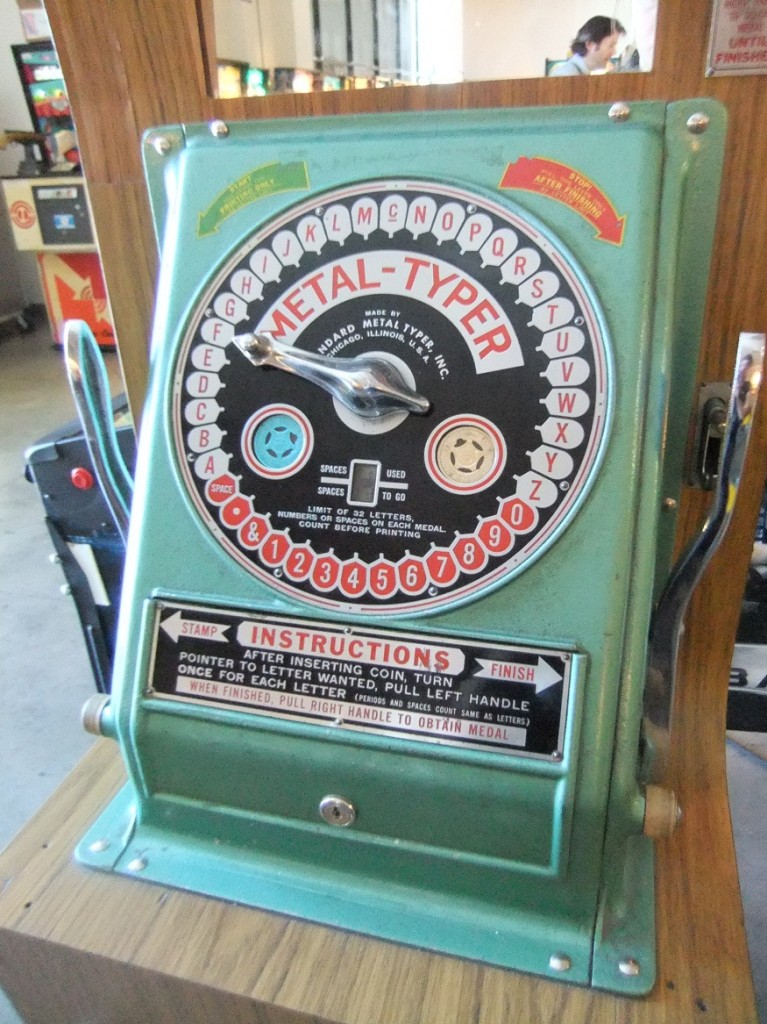 UNTIL
FINISHED
START
PRINTING ONLY
STOP!
AFTER FINISHING
SPACE A B C D E F G H I J K L M C N O P Q R S T U V W X Y Z
METAL-TYPER
MADE BY
METAL TYPER, INC.
CHICAGO, ILLINOIS, U.S.A.
SPACES USED
SPACES TO GO
LIMIT OF 32 LETTERS,
NUMBERS OR SPACES ON EACH MEDAL.
COUNT BEFORE PRINTING
& 1 2 3 4 5 6 7 8 9 0
STAMP INSTRUCTIONS FINISH
AFTER INSERTING COIN, TURN
POINTER TO LETTER WANTED, PULL LEFT HANDLE
ONCE FOR EACH LETTER (PERIODS AND SPACES COUNT SAME AS LETTERS)
WHEN FINISHED, PULL RIGHT HANDLE TO OBTAIN MEDAL